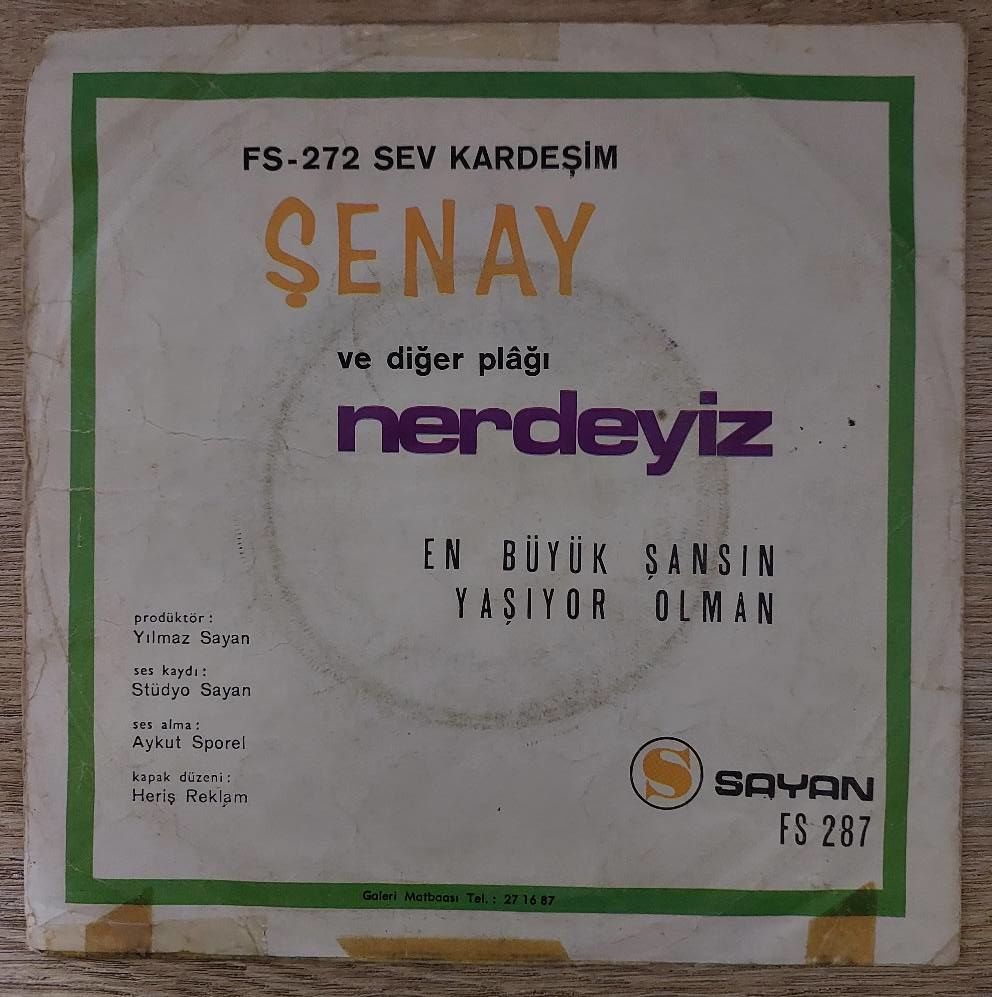 FS-272 SEV KARDEŞİM
ŞENAY
ve diğer plâğı
nerdeyiz
EN BÜYÜK ŞANSIN
YAŞIYOR OLMAN
prodüktör :
Yılmaz Sayan
ses kaydı :
Stüdyo Sayan
ses alma :
Aykut Sporel
kapak düzeni :
Heriş Reklam
S SAYAN
FS 287
Galeri Matbaası Tel. : 27 16 87